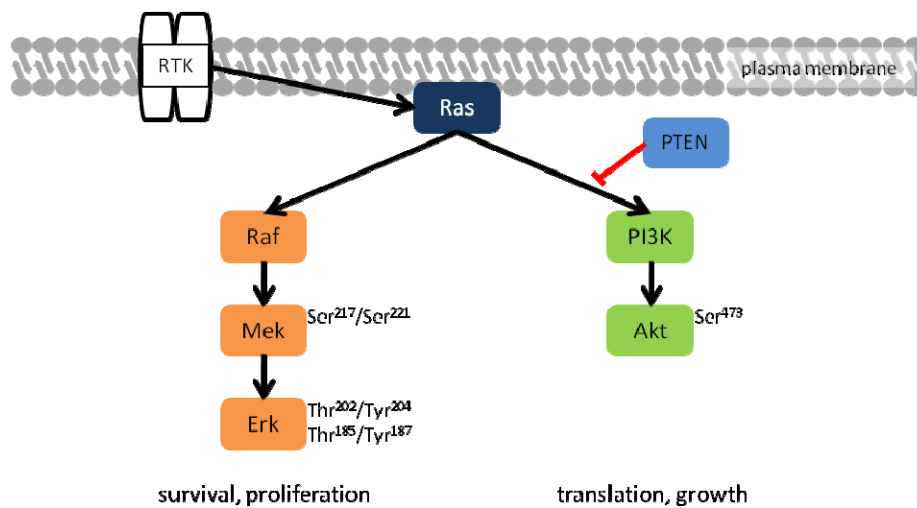 RTK
plasma membrane
Ras
PTEN
Raf
PI3K
Mek
Ser²¹⁷/Ser²²¹
Akt
Ser⁴⁷³
Erk
Thr²⁰²/Tyr²⁰⁴
Thr¹⁸⁵/Tyr¹⁸⁷
survival, proliferation
translation, growth